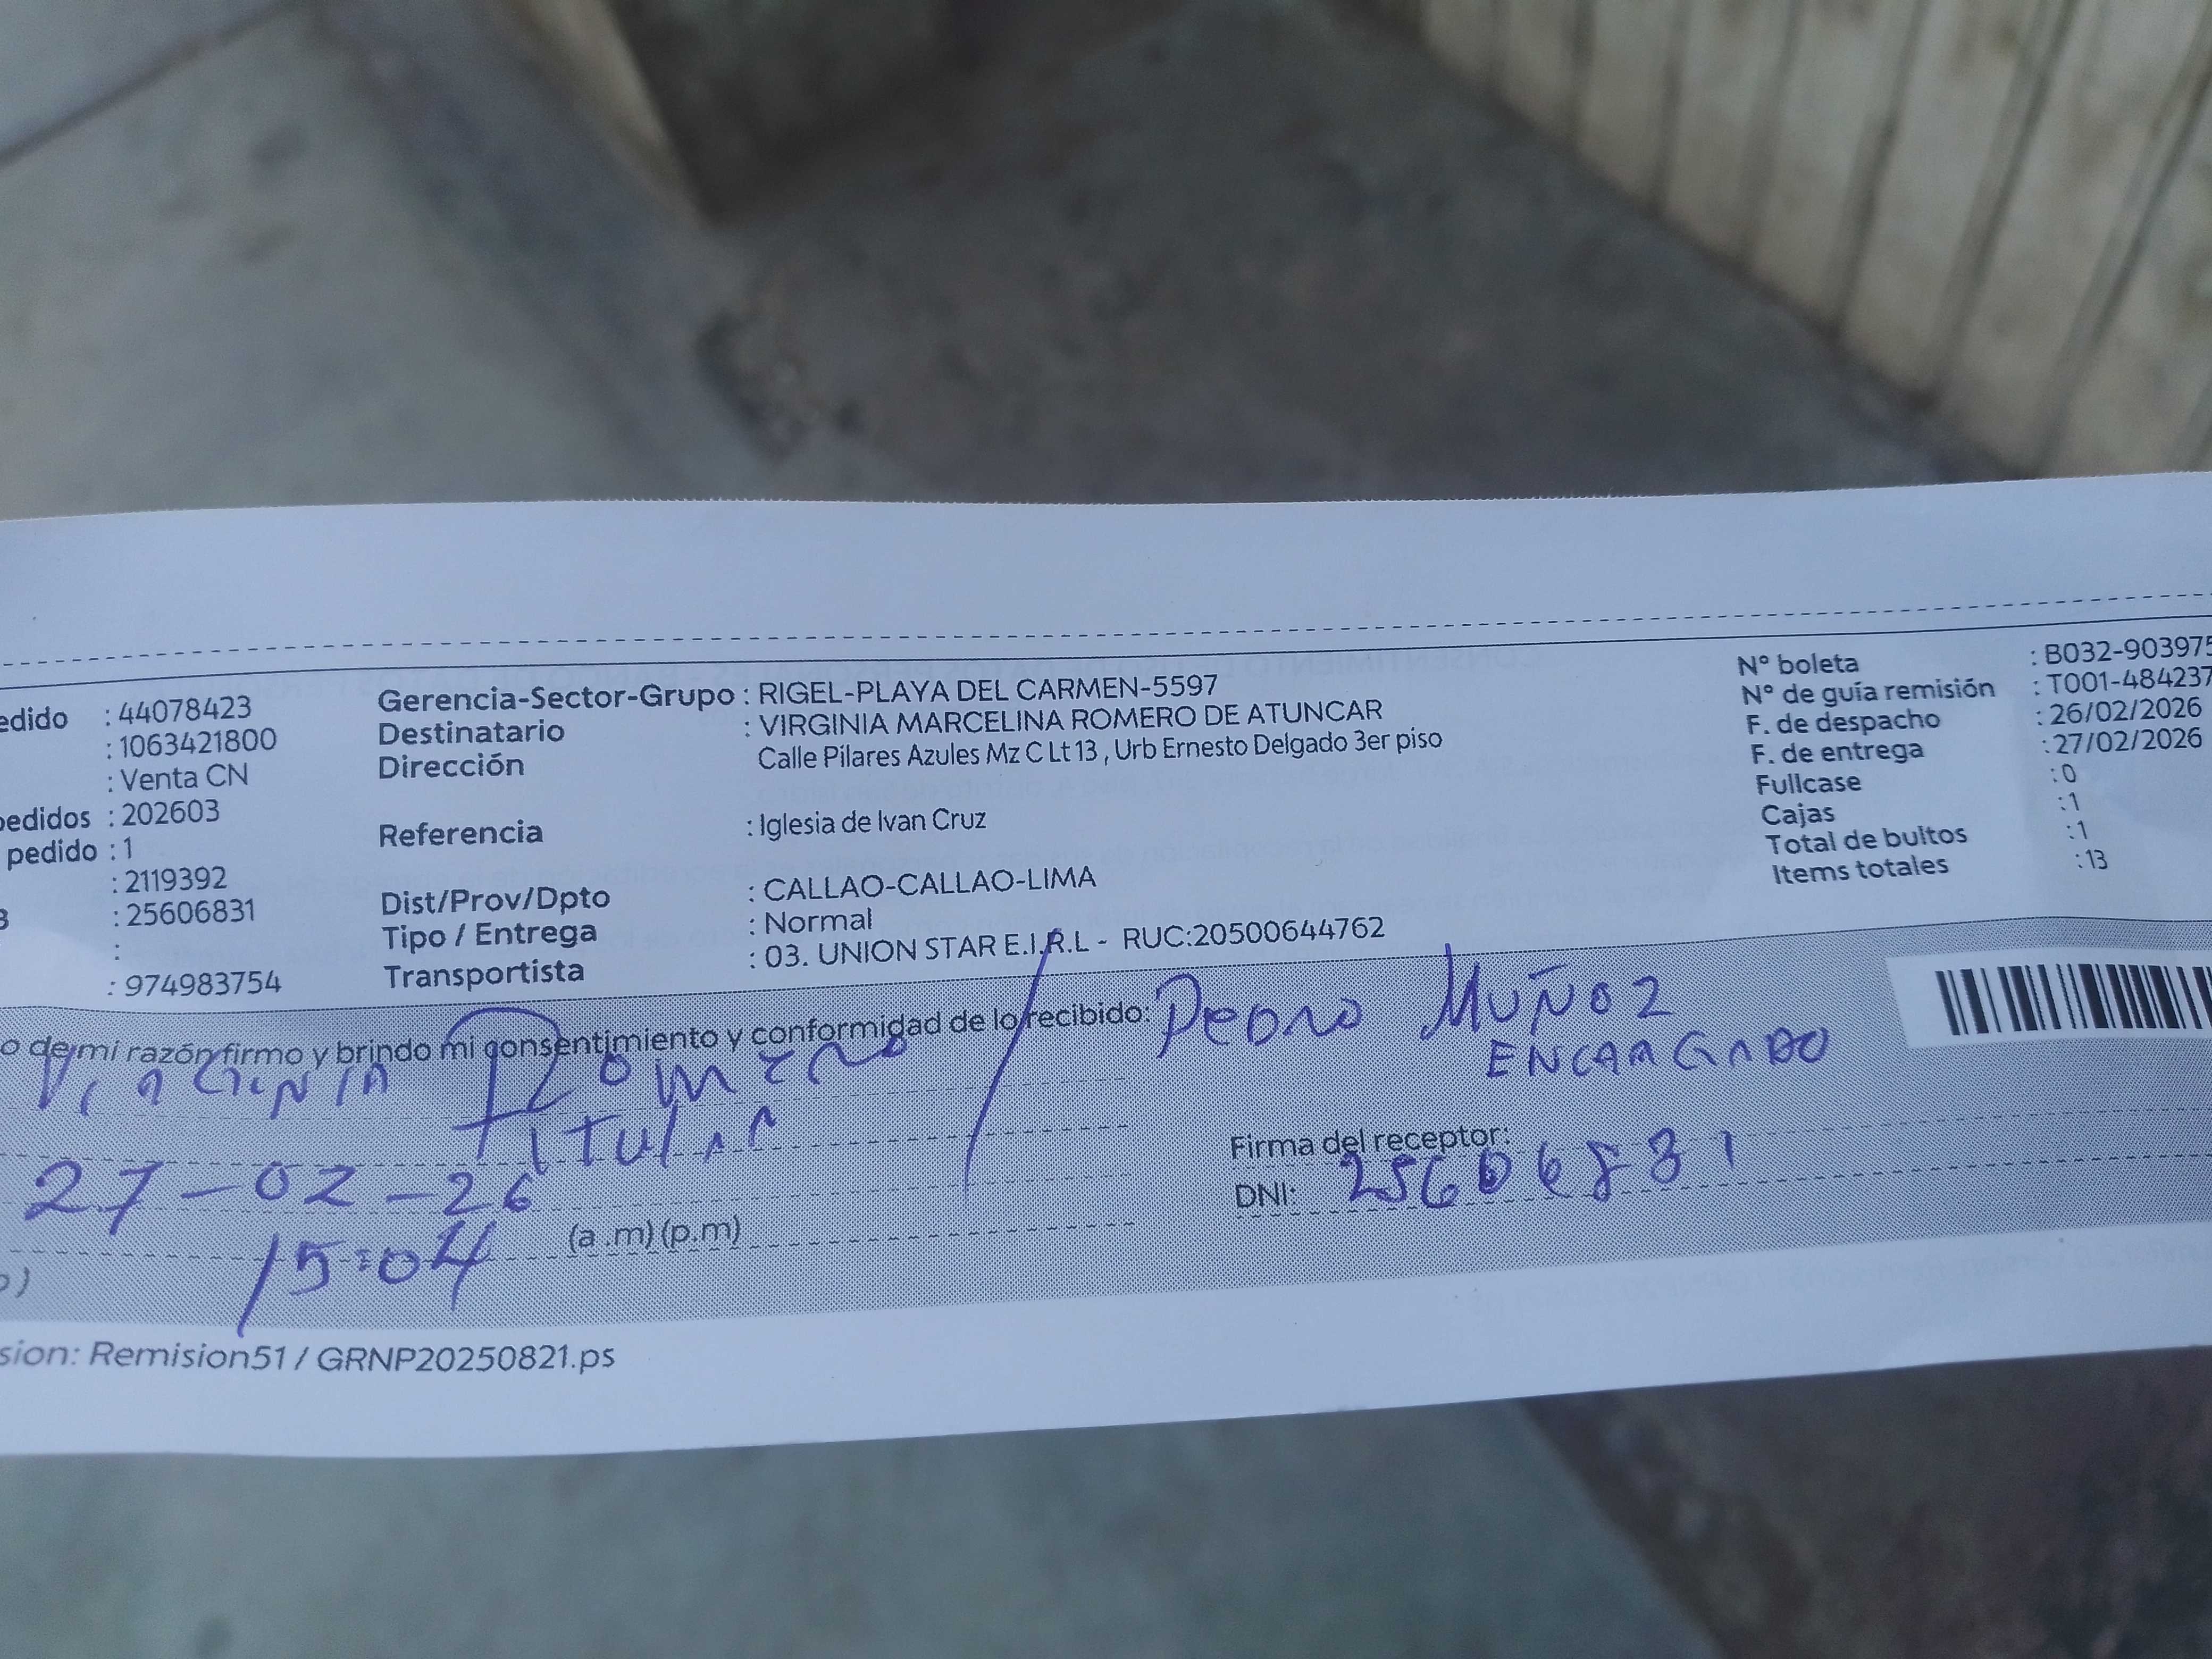 edido : 44078423
: 1063421800
: Venta CN
pedidos : 202603
pedido : 1
: 2119392
: 25606831
:
: 974983754
Gerencia-Sector-Grupo : RIGEL-PLAYA DEL CARMEN-5597
Destinatario : VIRGINIA MARCELINA ROMERO DE ATUNCAR
Dirección Calle Pilares Azules Mz C Lt 13 , Urb Ernesto Delgado 3er piso
Referencia : Iglesia de Ivan Cruz
Dist/Prov/Dpto : CALLAO-CALLAO-LIMA
Tipo / Entrega : Normal
Transportista : 03. UNION STAR E.I.R.L - RUC:20500644762
N° boleta : B032-903975
N° de guía remisión : T001-484237
F. de despacho : 26/02/2026
F. de entrega : 27/02/2026
Fullcase : 0
Cajas : 1
Total de bultos : 1
Items totales : 13
o de mi razón firmo y brindo mi consentimiento y conformidad de lo recibido: Pedro MUÑOZ
Virginia Romero / ENCARGADO
Titular
Firma del receptor:
27-02-26
DNI: 25606831
15:04 (a .m) (p.m)
sion: Remision51 / GRNP20250821.ps